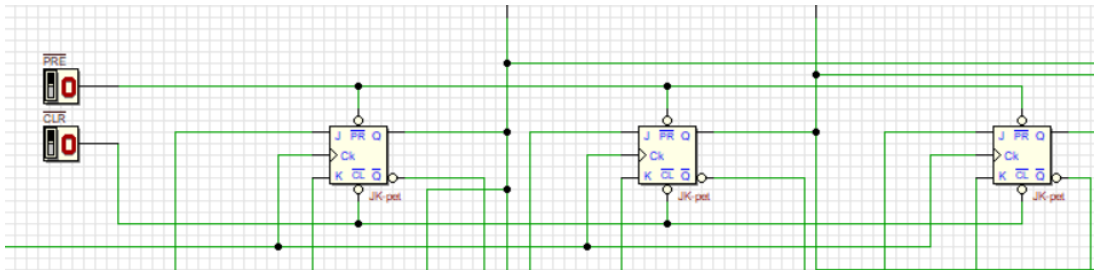 PRE
0
CLR
0
J PR Q
Ck
K CL Q
JK-pet
J PR Q
Ck
K CL Q
JK-pet
J PR Q
Ck
K CL Q
JK-pet